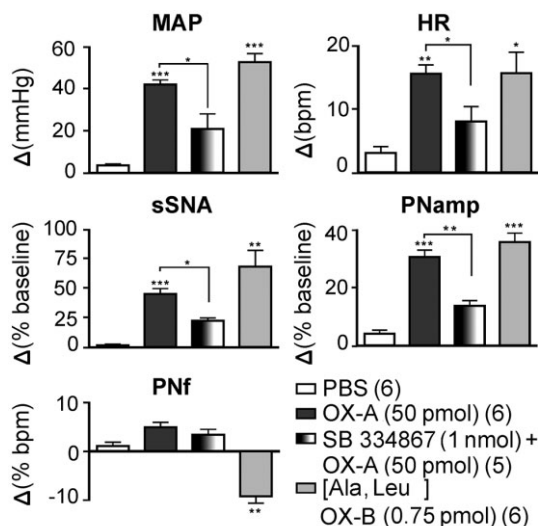 MAP
60
40
20
0
Δ(mmHg)
***
*
***
HR
20
10
0
Δ(bpm)
**
*
*
sSNA
100
75
50
25
0
Δ(% baseline)
***
*
**
PNamp
40
20
0
Δ(% baseline)
***
**
***
PNf
10
0
-10
Δ(% bpm)
**
PBS (6)
OX-A (50 pmol) (6)
SB 334867 (1 nmol) +
OX-A (50 pmol) (5)
[Ala, Leu ]
OX-B (0.75 pmol) (6)